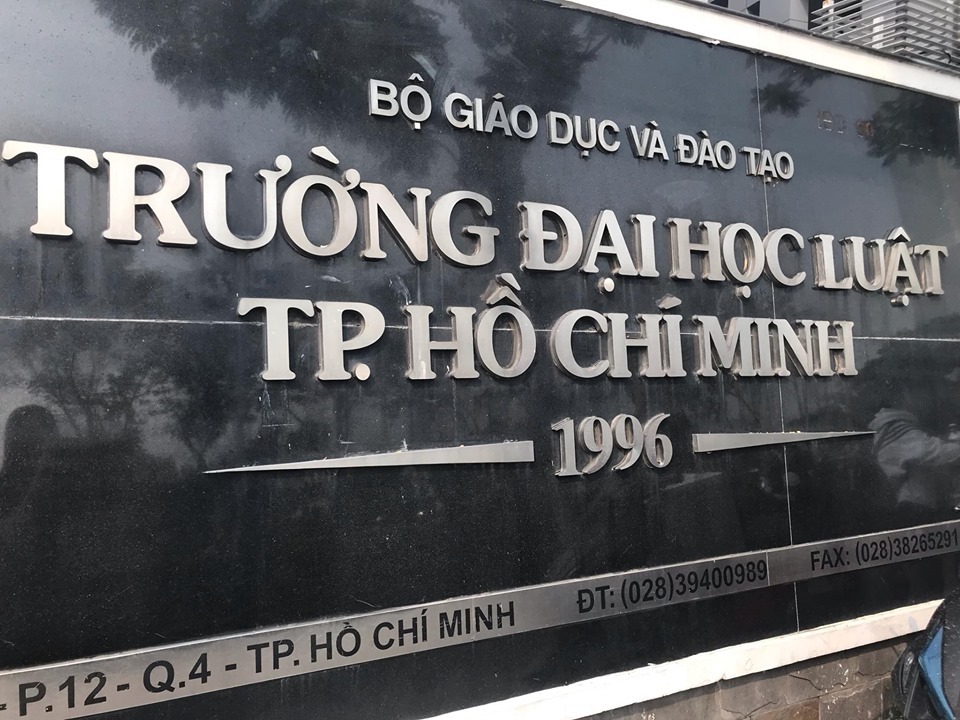 BỘ GIÁO DỤC VÀ ĐÀO TẠO
TRƯỜNG ĐẠI HỌC LUẬT
TP. HỒ CHÍ MINH
1996
- P.12 - Q.4 - TP. HỒ CHÍ MINH ĐT: (028)39400989 FAX: (028)38265291